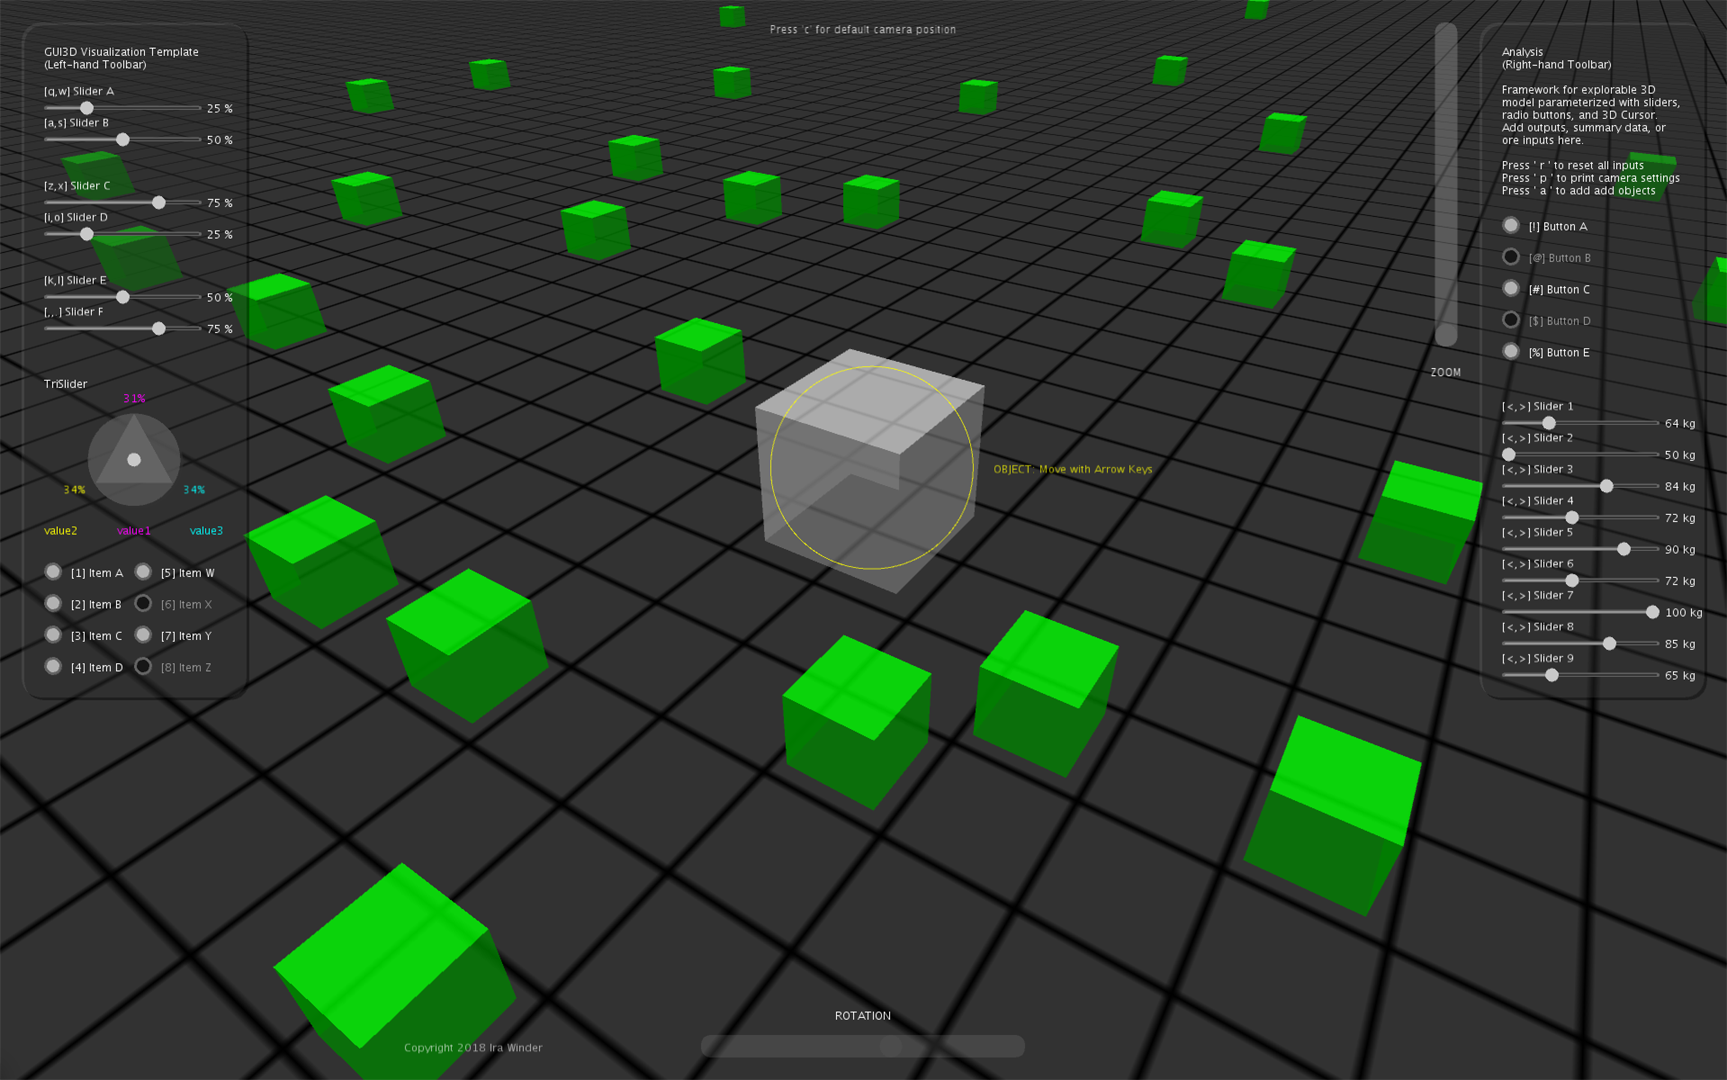 Press 'c' for default camera position
GUI3D Visualization Template
(Left-hand Toolbar)
[q,w] Slider A
25 %
[a,s] Slider B
50 %
[z,x] Slider C
75 %
[i,o] Slider D
25 %
[k,l] Slider E
50 %
[,, ] Slider F
75 %
TriSlider
31%
34%
34%
value2
value1
value3
[1] Item A
[5] Item W
[2] Item B
[6] Item X
[3] Item C
[7] Item Y
[4] Item D
[8] Item Z
OBJECT: Move with Arrow Keys
ZOOM
Analysis
(Right-hand Toolbar)
Framework for explorable 3D
model parameterized with sliders,
radio buttons, and 3D Cursor.
Add outputs, summary data, or
ore inputs here.
Press ' r ' to reset all inputs
Press ' p ' to print camera settings
Press ' a ' to add add objects
[!] Button A
[@] Button B
[#] Button C
[$] Button D
[%] Button E
[<,>] Slider 1
64 kg
[<,>] Slider 2
50 kg
[<,>] Slider 3
84 kg
[<,>] Slider 4
72 kg
[<,>] Slider 5
90 kg
[<,>] Slider 6
72 kg
[<,>] Slider 7
100 kg
[<,>] Slider 8
85 kg
[<,>] Slider 9
65 kg
ROTATION
Copyright 2018 Ira Winder